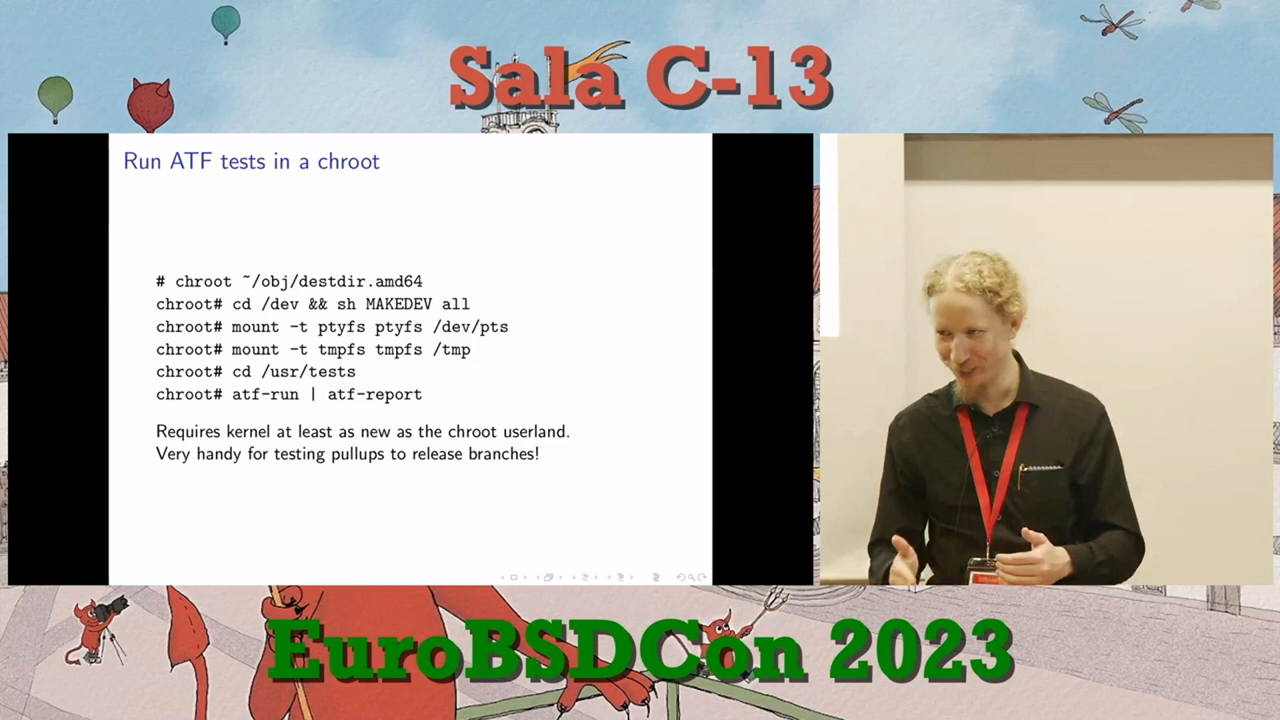 Sala C-13
Run ATF tests in a chroot
# chroot ~/obj/destdir.amd64
chroot# cd /dev && sh MAKEDEV all
chroot# mount -t ptyfs ptyfs /dev/pts
chroot# mount -t tmpfs tmpfs /tmp
chroot# cd /usr/tests
chroot# atf-run | atf-report
Requires kernel at least as new as the chroot userland.
Very handy for testing pullups to release branches!
EuroBSDCon 2023